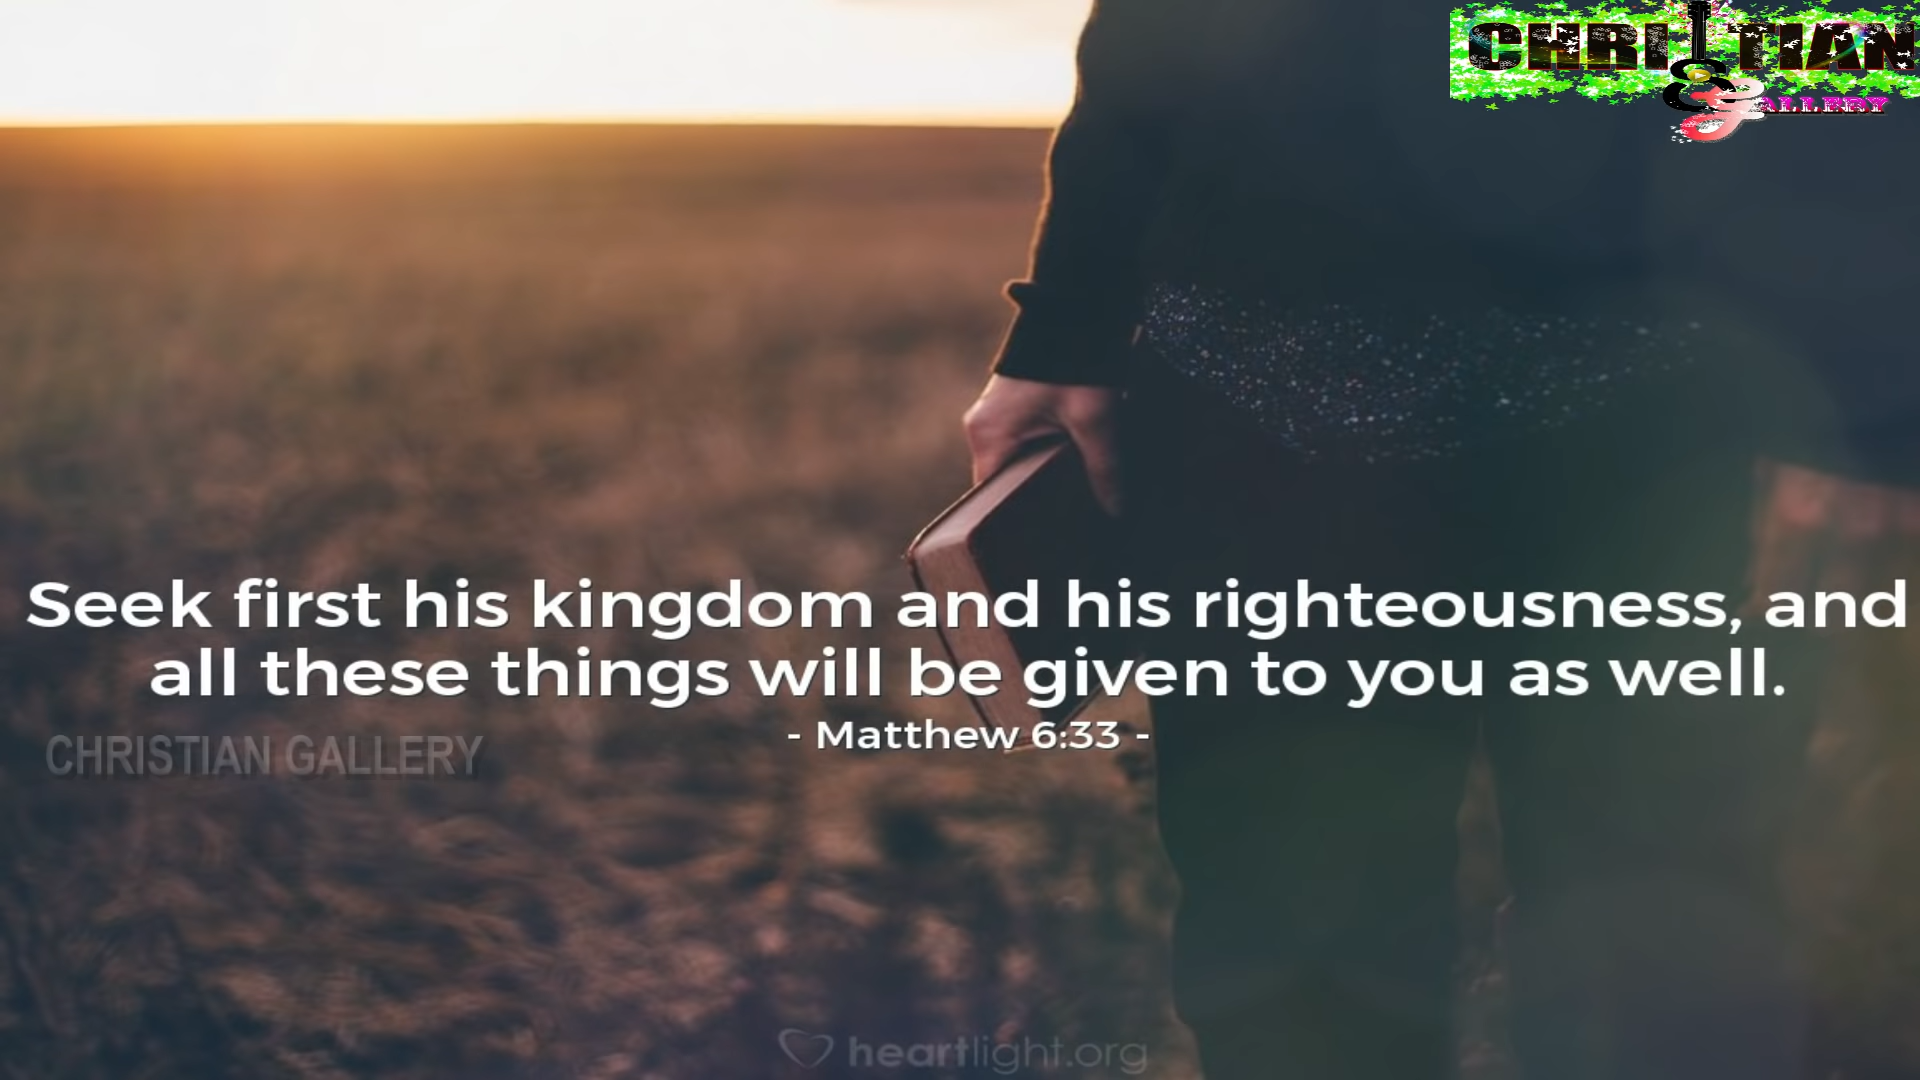 CHRISTIAN
GALLERY
Seek first his kingdom and his righteousness, and
all these things will be given to you as well.
- Matthew 6:33 -
CHRISTIAN GALLERY
heartlight.org